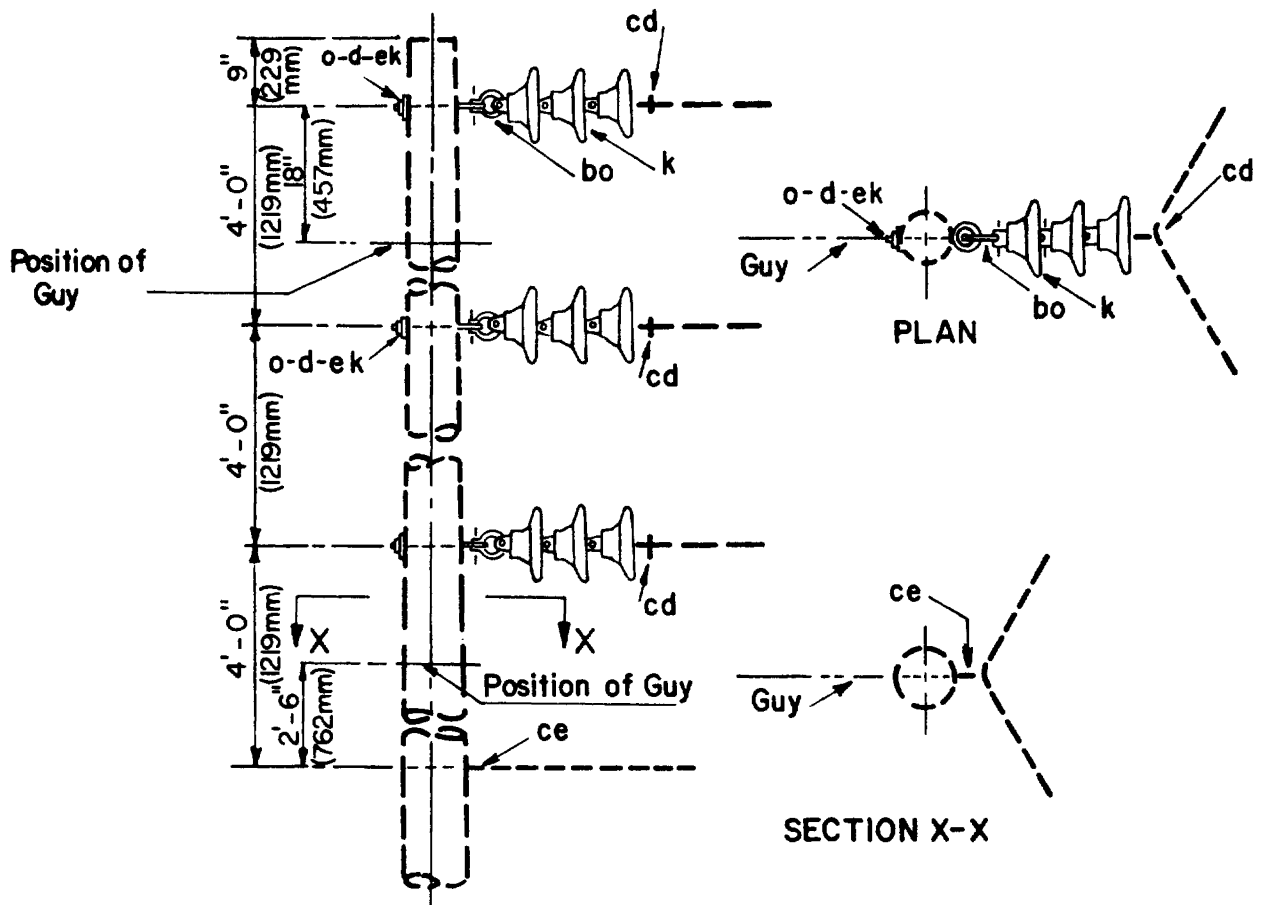 cd
o-d-ek
9"
(229
mm)
bo
k
18"
(457mm)
4'-0"
(1219mm)
Position of
Guy
o-d-ek
cd
4'-0"
(1219mm)
cd
X
X
4'-0"
(1219mm)
Position of Guy
2'-6"
(762mm)
ce
cd
o-d-ek
Guy
bo
k
PLAN
ce
Guy
SECTION X-X